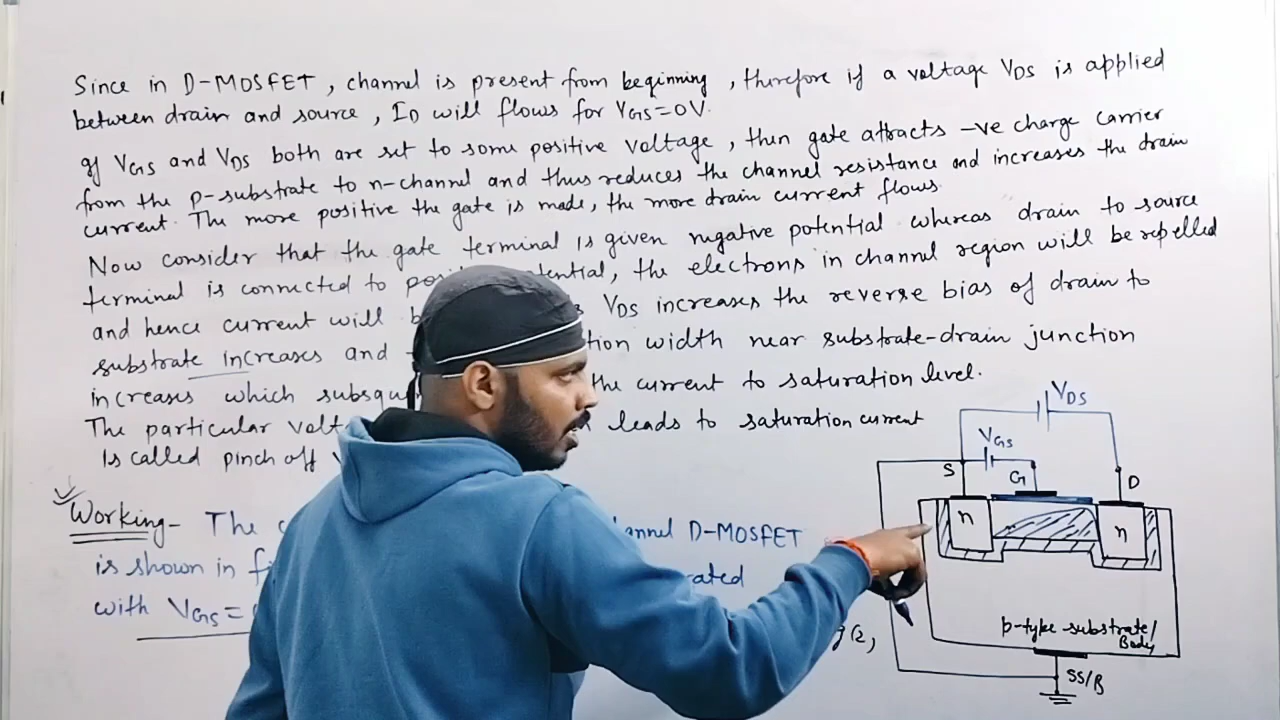 Since in D-MOSFET, channel is present from beginning, therefore if a voltage VDS is applied
between drain and source, ID will flows for VGS=0V.
If VGS and VDS both are set to some positive voltage, then gate attracts -ve charge carrier
from the p-substrate to n-channel and thus reduces the channel resistance and increases the drain
current. The more positive the gate is made, the more drain current flows.
Now consider that the gate terminal is given nugative potential whereas drain to source
terminal is connected to the electrons in channel region will be repelled
and hence current will VDS increases the reverse bias of drain to
substrate increases and width near substrate-drain junction
increases which the current to saturation level.
The particular leads to saturation current
is called pinch off
Working- The D-MOSFET
is shown in
with VGS=
VDS
VGS
S
G
D
n
n
p-type substrate/
Body
SS/B